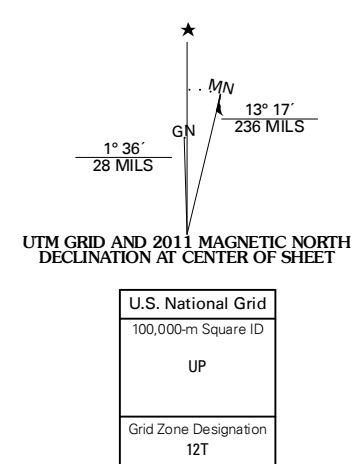 MN
13° 17´
236 MILS
GN
1° 36´
28 MILS
UTM GRID AND 2011 MAGNETIC NORTH
DECLINATION AT CENTER OF SHEET
U.S. National Grid
100,000-m Square ID
UP
Grid Zone Designation
12T